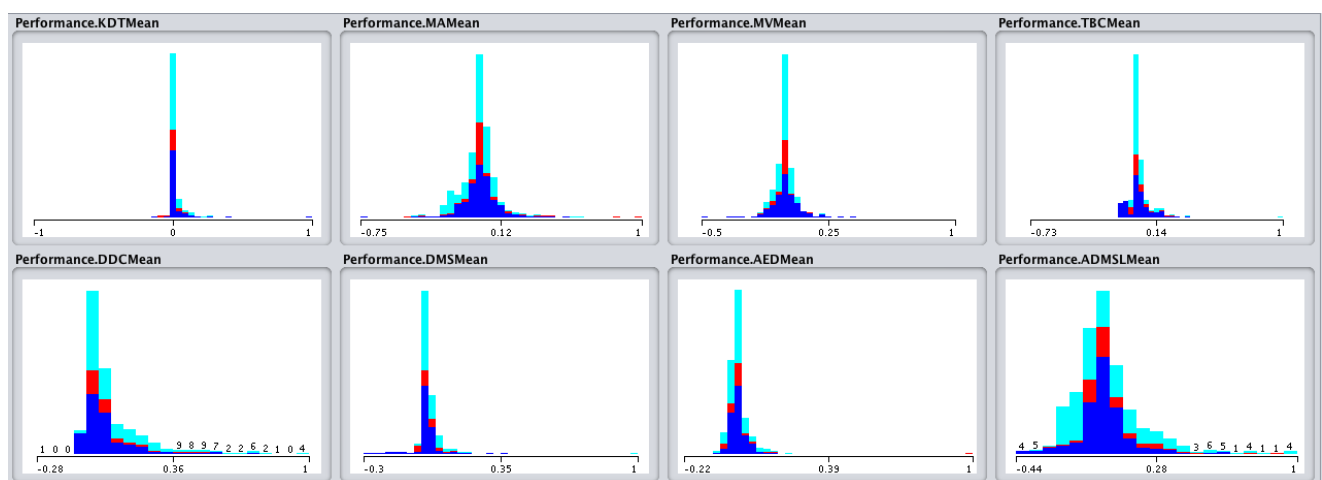 Performance.KDTMean
Performance.MAMean
Performance.MVMean
Performance.TBCMean
-1 0 1
-0.75 0.12 1
-0.5 0.25 1
-0.73 0.14 1
Performance.DDCMean
Performance.DMSMean
Performance.AEDMean
Performance.ADMSLMean
1 0 0 9 8 9 7 2 2 6 2 1 0 4
4 5 3 6 5 1 4 1 1 4
-0.28 0.36 1
-0.3 0.35 1
-0.22 0.39 1
-0.44 0.28 1